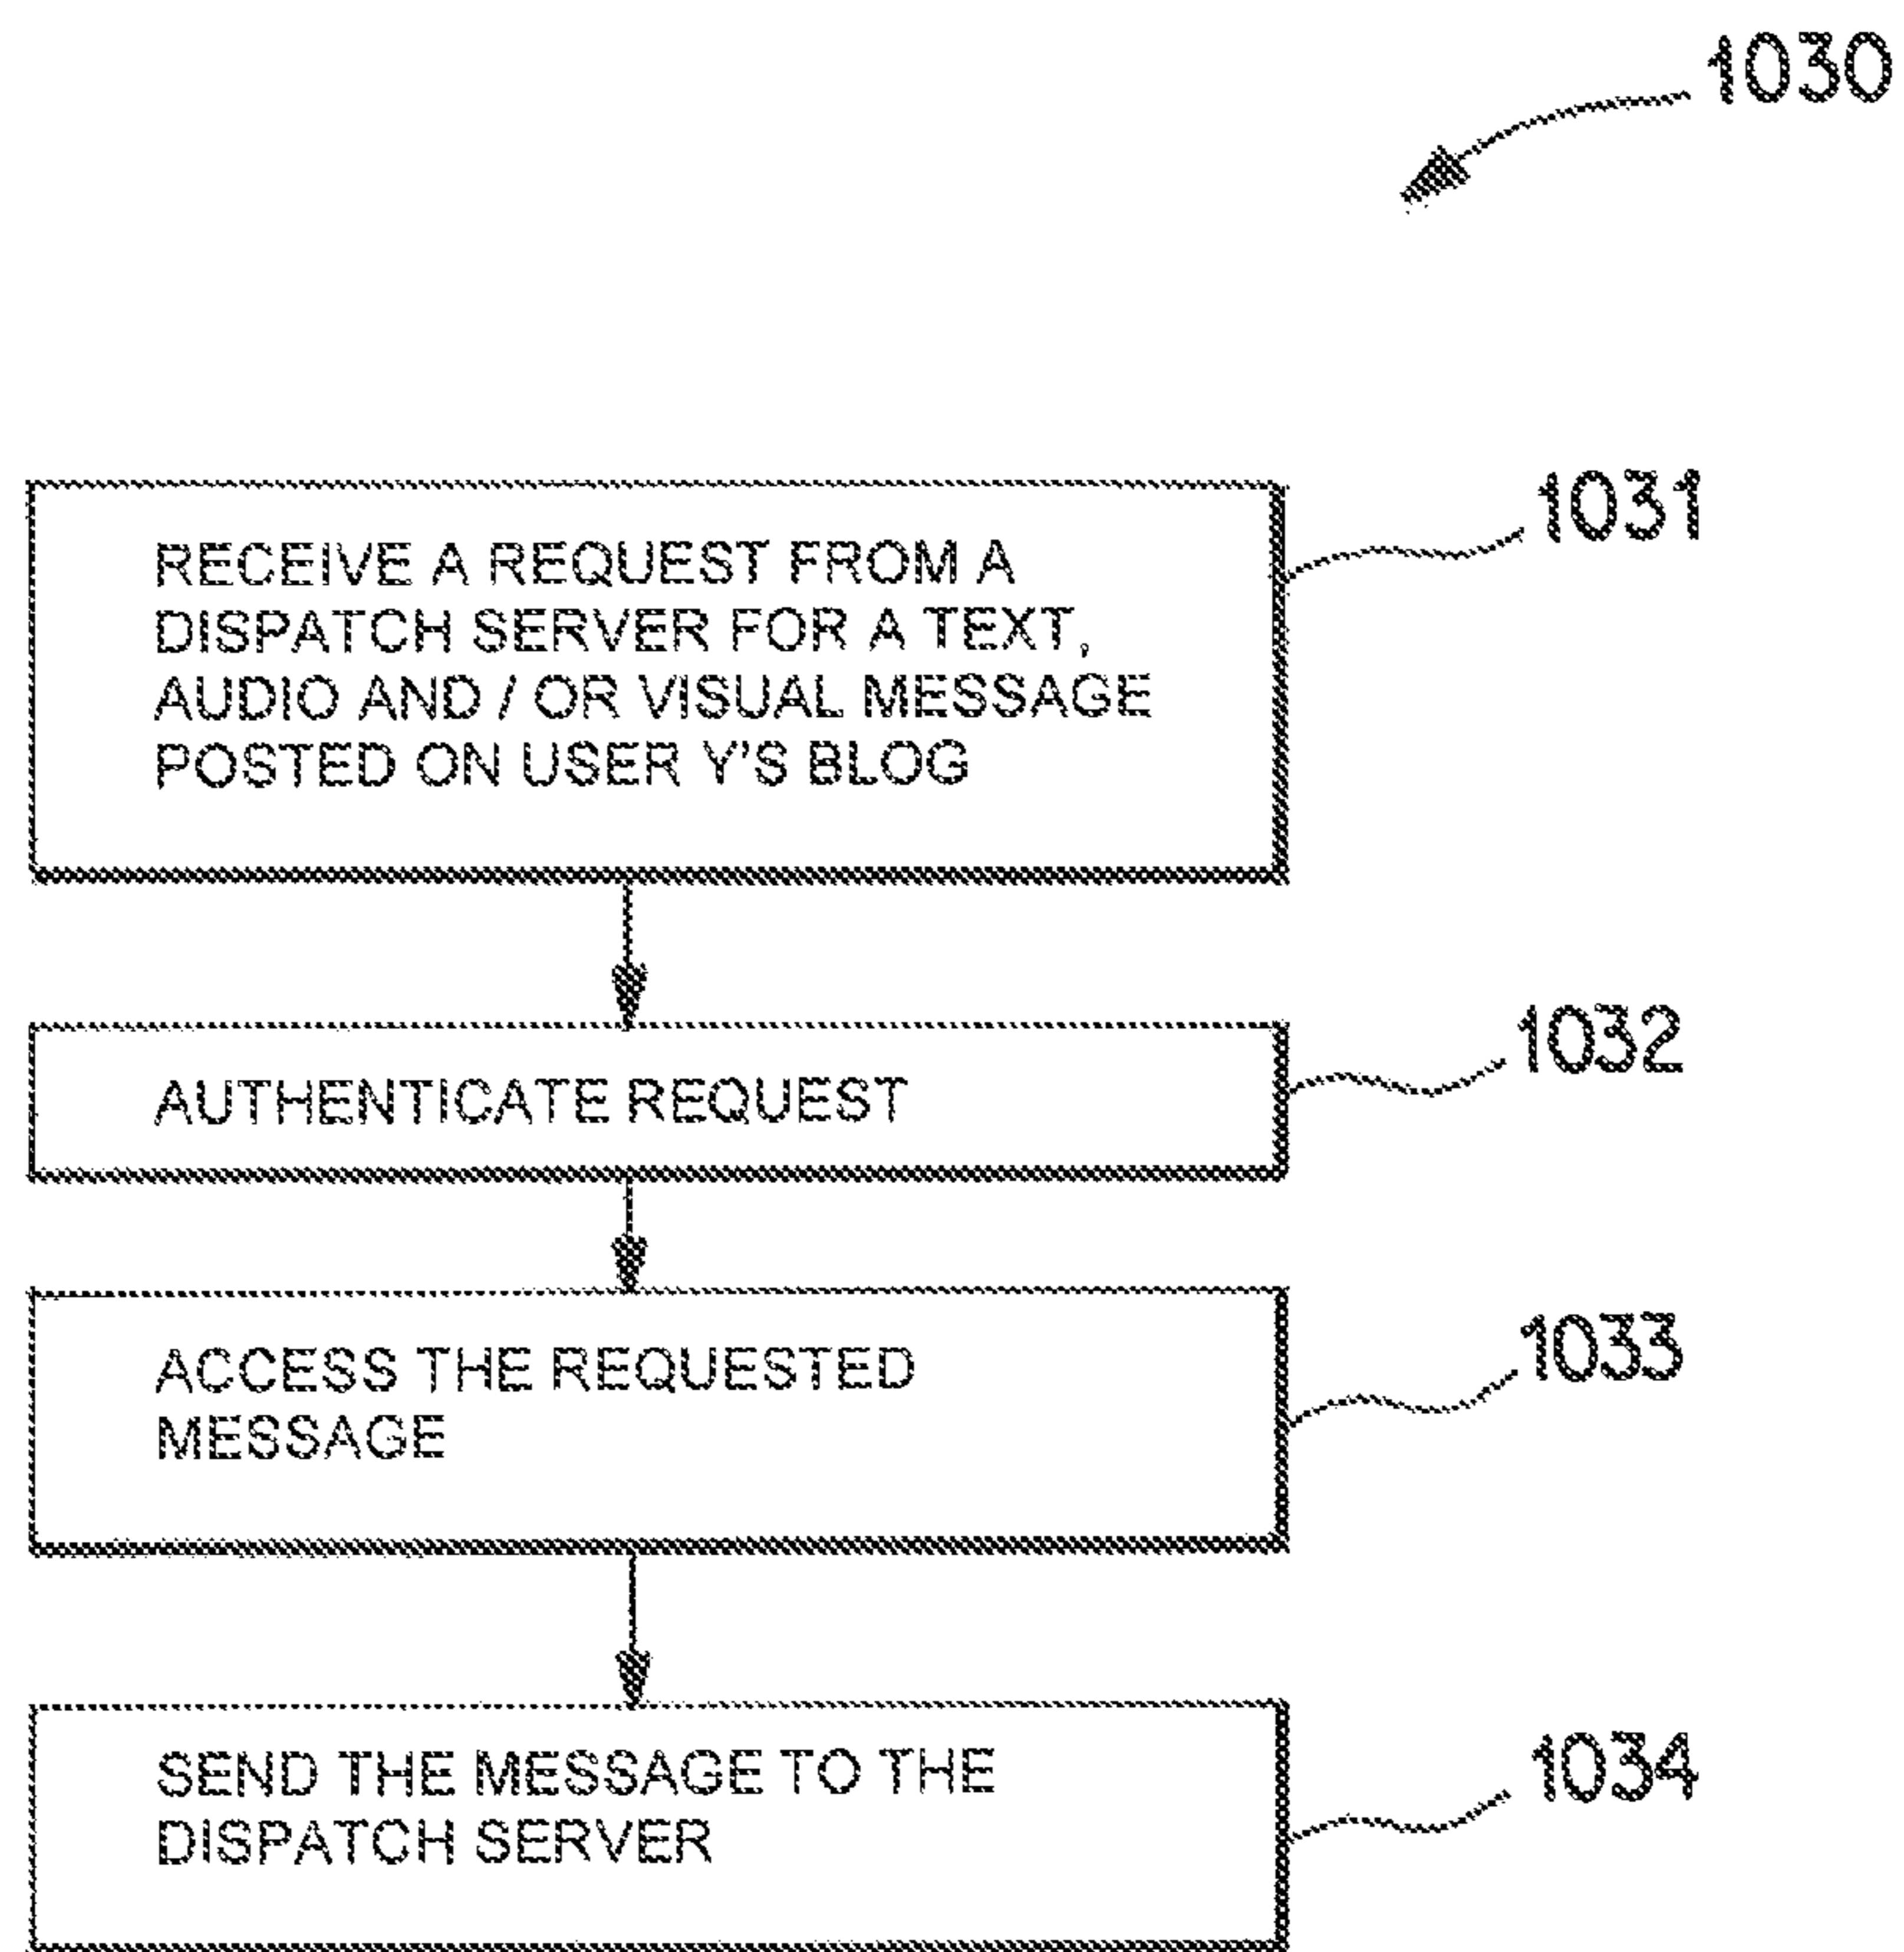 1030
RECEIVE A REQUEST FROM A
DISPATCH SERVER FOR A TEXT,
AUDIO AND / OR VISUAL MESSAGE
POSTED ON USER Y'S BLOG
1031
AUTHENTICATE REQUEST
1032
ACCESS THE REQUESTED
MESSAGE
1033
SEND THE MESSAGE TO THE
DISPATCH SERVER
1034